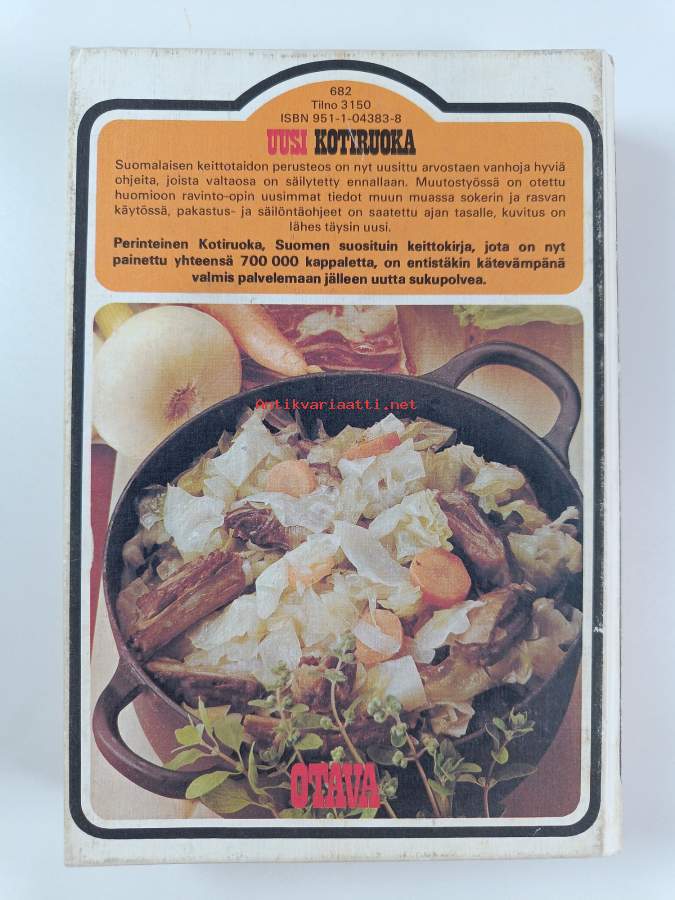 682
Tilno 3150
ISBN 951-1-04383-8
UUSI KOTIRUOKA
Suomalaisen keittotaidon perusteos on nyt uusittu arvostaen vanhoja hyviä
ohjeita, joista valtaosa on säilytetty ennallaan. Muutostyössä on otettu
huomioon ravinto-opin uusimmat tiedot muun muassa sokerin ja rasvan
käytössä, pakastus- ja säilöntäohjeet on saatettu ajan tasalle, kuvitus on
lähes täysin uusi.
Perinteinen Kotiruoka, Suomen suosituin keittokirja, jota on nyt
painettu yhteensä 700 000 kappaletta, on entistäkin kätevämpänä
valmis palvelemaan jälleen uutta sukupolvea.
Antikvariaatti.net
OTAVA